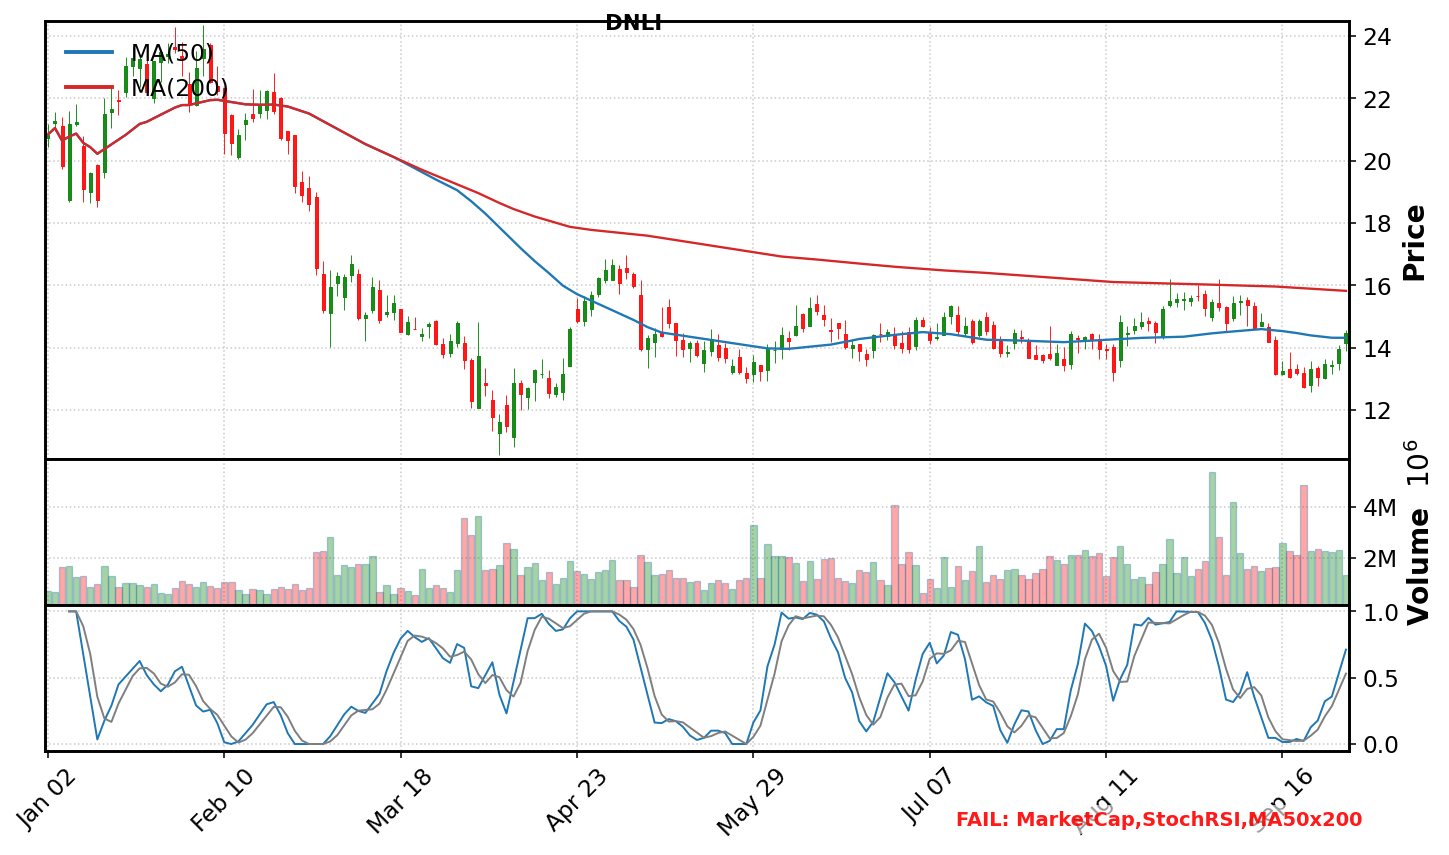 DNLI
MA(50)
MA(200)
24
22
20
18
16
14
12
Price
4M
2M
Volume 10⁶
1.0
0.5
0.0
Jan 02
Feb 10
Mar 18
Apr 23
May 29
Jul 07
Aug 11
Sep 16
FAIL: MarketCap,StochRSI,MA50x200